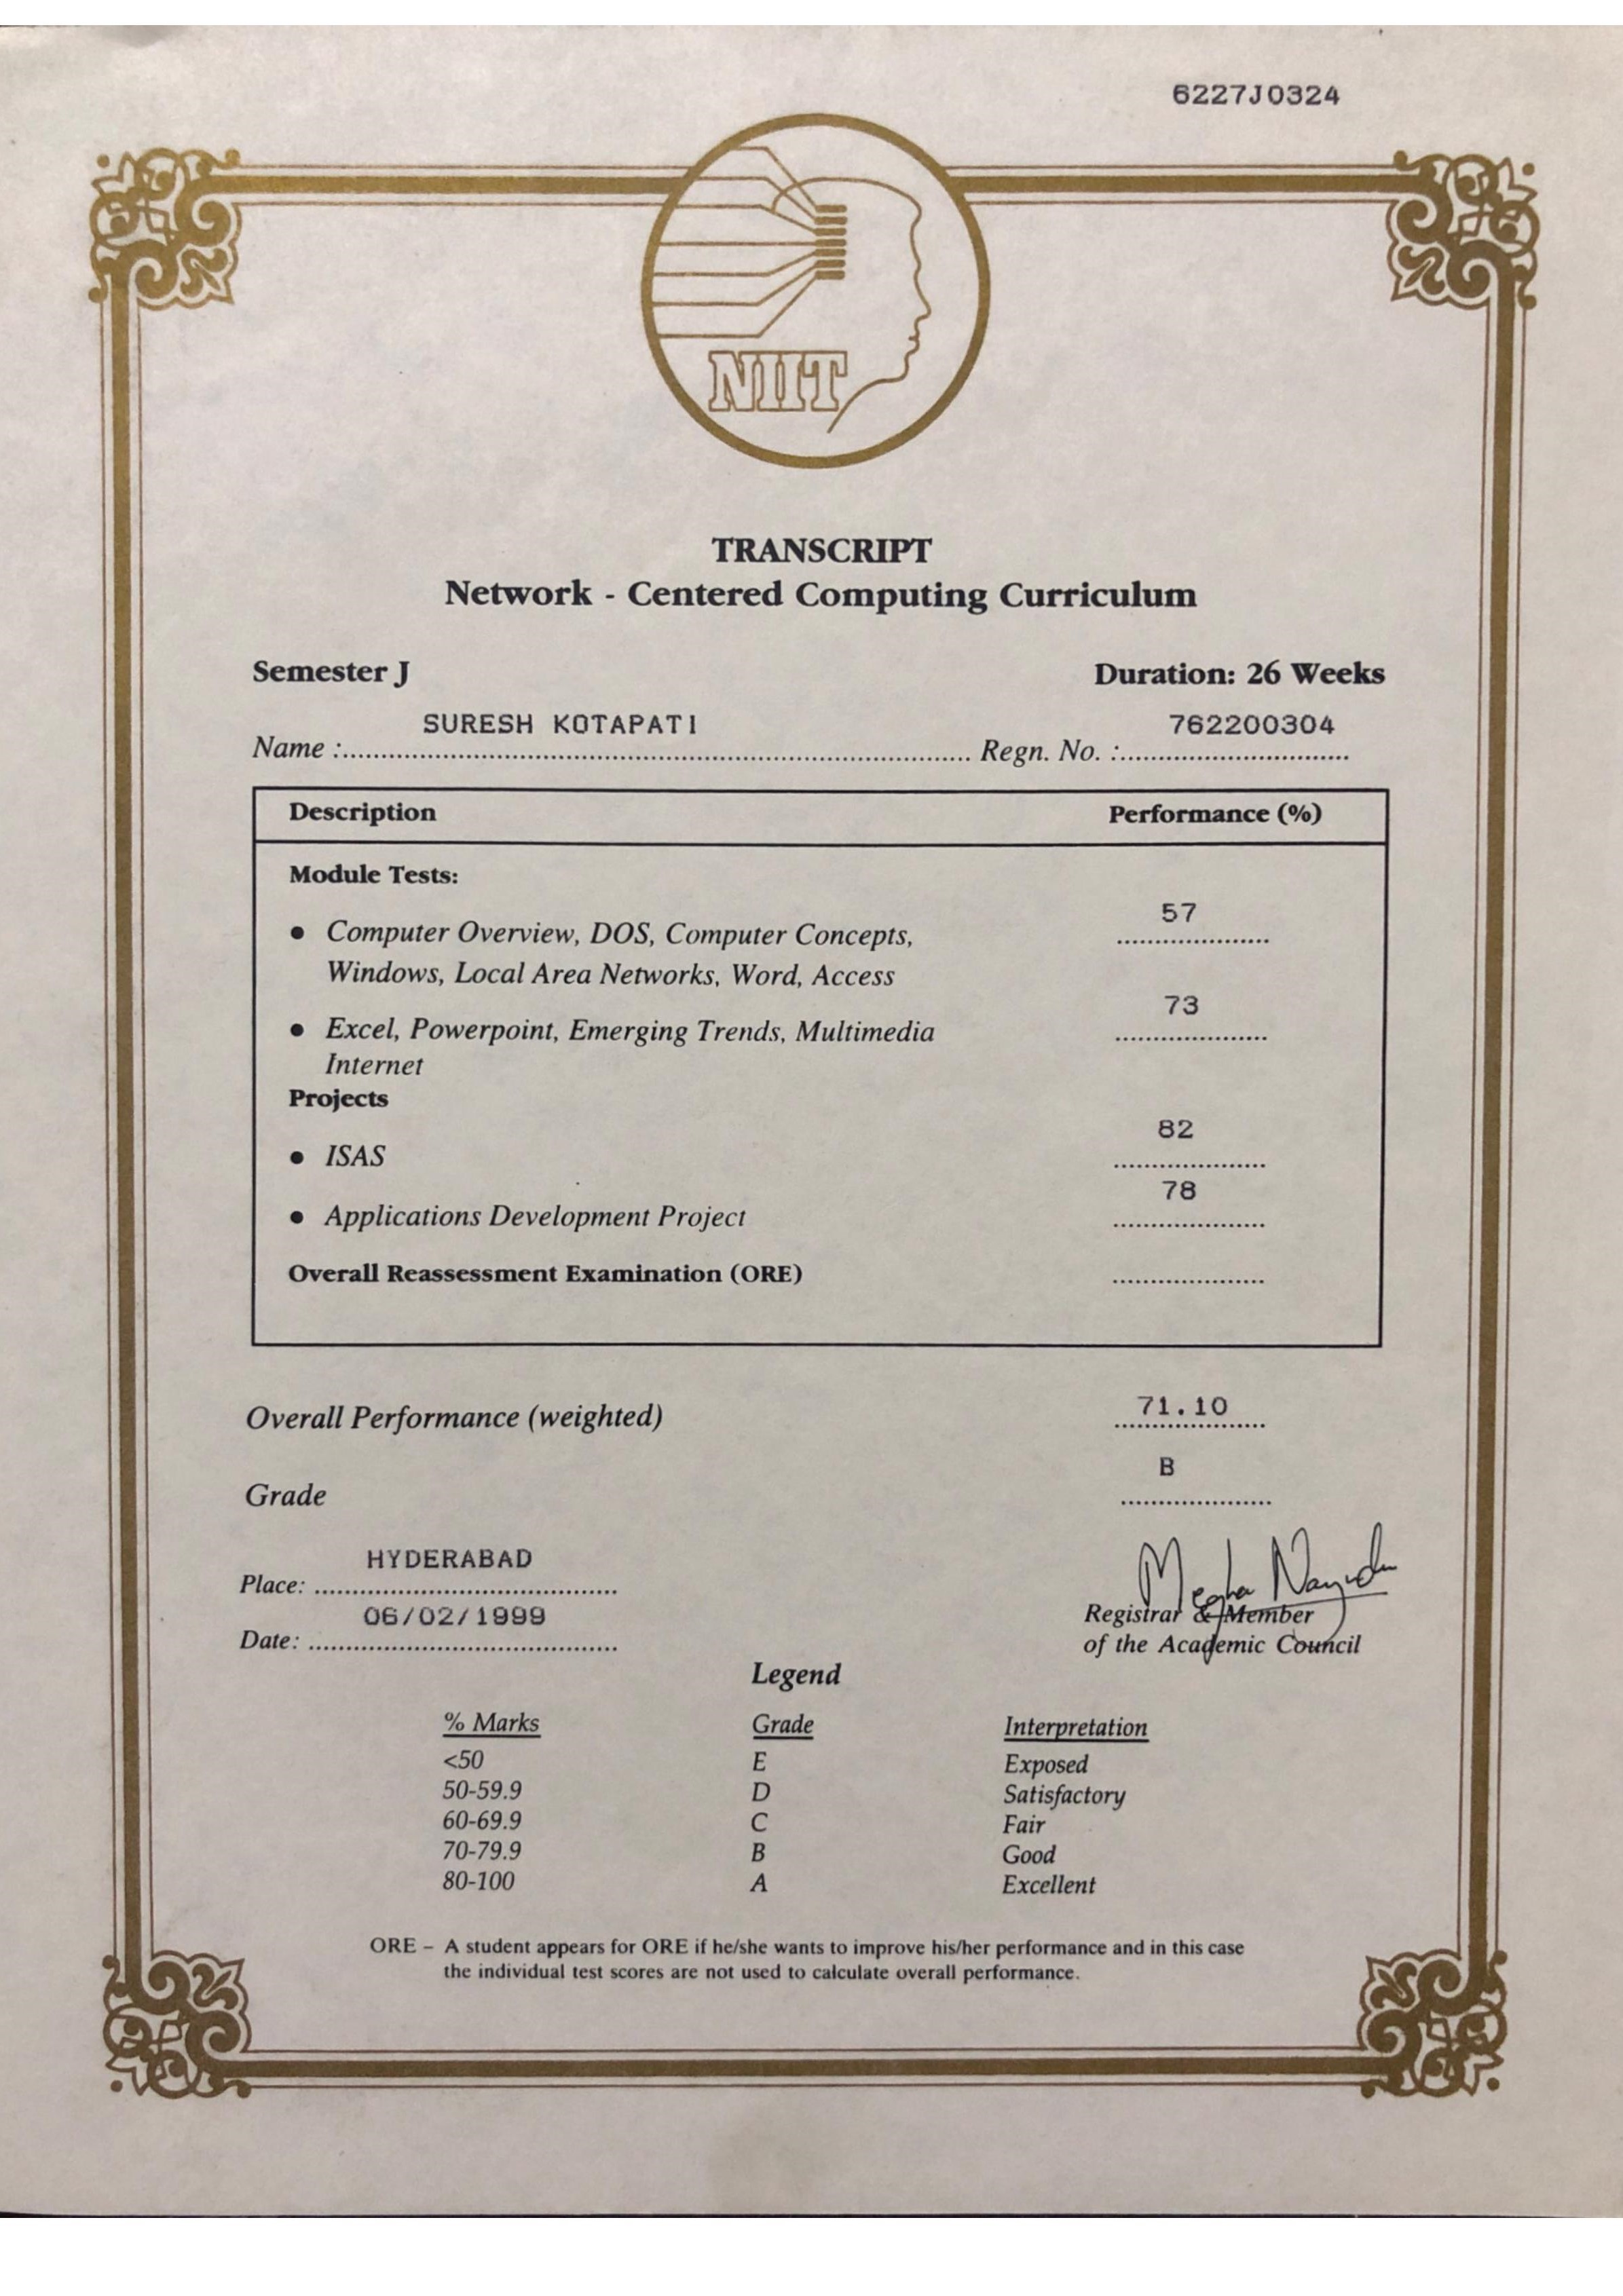 6227J0324
NIIT
TRANSCRIPT
Network - Centered Computing Curriculum
Semester J Duration: 26 Weeks
SURESH KOTAPATI 762200304
Name :.......... Regn. No. :..........
Description Performance (%)
Module Tests:
57
• Computer Overview, DOS, Computer Concepts,
Windows, Local Area Networks, Word, Access
73
• Excel, Powerpoint, Emerging Trends, Multimedia
Internet
Projects
82
• ISAS
78
• Applications Development Project
Overall Reassessment Examination (ORE) ..........
71.10
Overall Performance (weighted)
B
Grade
HYDERABAD
Place: ..........
06/02/1999
Date: ..........
Registrar & Member
of the Academic Council
Legend
% Marks Grade Interpretation
<50 E Exposed
50-59.9 D Satisfactory
60-69.9 C Fair
70-79.9 B Good
80-100 A Excellent
ORE – A student appears for ORE if he/she wants to improve his/her performance and in this case
the individual test scores are not used to calculate overall performance.